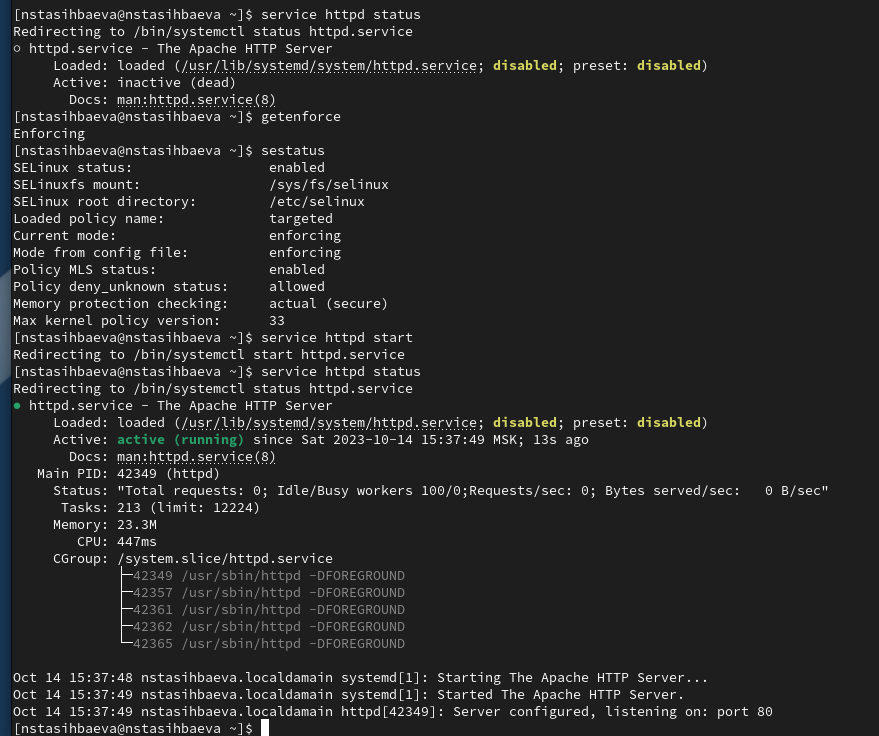 [nstasihbaeva@nstasihbaeva ~]$ service httpd status
Redirecting to /bin/systemctl status httpd.service
○ httpd.service - The Apache HTTP Server
     Loaded: loaded (/usr/lib/systemd/system/httpd.service; disabled; preset: disabled)
     Active: inactive (dead)
       Docs: man:httpd.service(8)
[nstasihbaeva@nstasihbaeva ~]$ getenforce
Enforcing
[nstasihbaeva@nstasihbaeva ~]$ sestatus
SELinux status:                 enabled
SELinuxfs mount:                /sys/fs/selinux
SELinux root directory:         /etc/selinux
Loaded policy name:             targeted
Current mode:                   enforcing
Mode from config file:          enforcing
Policy MLS status:              enabled
Policy deny_unknown status:     allowed
Memory protection checking:     actual (secure)
Max kernel policy version:      33
[nstasihbaeva@nstasihbaeva ~]$ service httpd start
Redirecting to /bin/systemctl start httpd.service
[nstasihbaeva@nstasihbaeva ~]$ service httpd status
Redirecting to /bin/systemctl status httpd.service
● httpd.service - The Apache HTTP Server
     Loaded: loaded (/usr/lib/systemd/system/httpd.service; disabled; preset: disabled)
     Active: active (running) since Sat 2023-10-14 15:37:49 MSK; 13s ago
       Docs: man:httpd.service(8)
   Main PID: 42349 (httpd)
     Status: "Total requests: 0; Idle/Busy workers 100/0;Requests/sec: 0; Bytes served/sec:   0 B/sec"
      Tasks: 213 (limit: 12224)
     Memory: 23.3M
        CPU: 447ms
     CGroup: /system.slice/httpd.service
             ├─42349 /usr/sbin/httpd -DFOREGROUND
             ├─42357 /usr/sbin/httpd -DFOREGROUND
             ├─42361 /usr/sbin/httpd -DFOREGROUND
             ├─42362 /usr/sbin/httpd -DFOREGROUND
             └─42365 /usr/sbin/httpd -DFOREGROUND

Oct 14 15:37:48 nstasihbaeva.localdamain systemd[1]: Starting The Apache HTTP Server...
Oct 14 15:37:49 nstasihbaeva.localdamain systemd[1]: Started The Apache HTTP Server.
Oct 14 15:37:49 nstasihbaeva.localdamain httpd[42349]: Server configured, listening on: port 80
[nstasihbaeva@nstasihbaeva ~]$